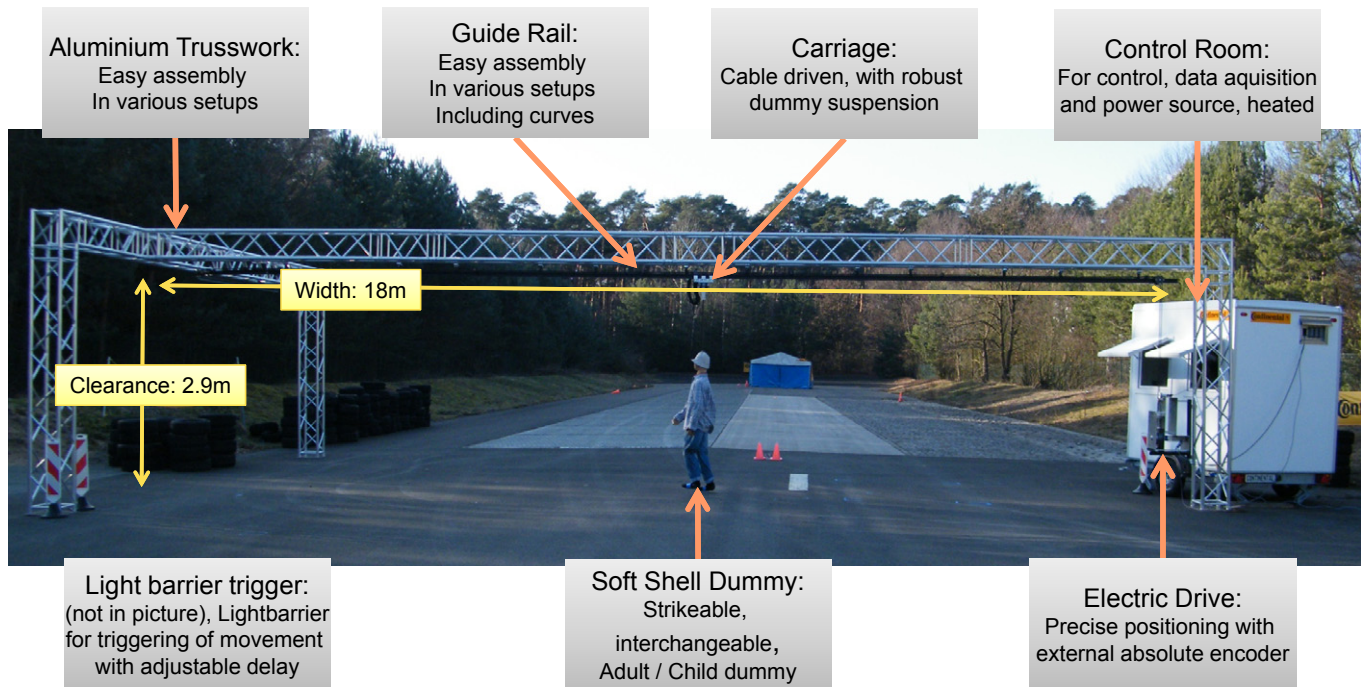 Aluminium Trusswork:
Easy assembly
In various setups
Guide Rail:
Easy assembly
In various setups
Including curves
Carriage:
Cable driven, with robust
dummy suspension
Control Room:
For control, data aquisition
and power source, heated
Width: 18m
Clearance: 2.9m
Continental
Light barrier trigger:
(not in picture), Lightbarrier
for triggering of movement
with adjustable delay
Soft Shell Dummy:
Strikeable,
interchangeable,
Adult / Child dummy
Electric Drive:
Precise positioning with
external absolute encoder